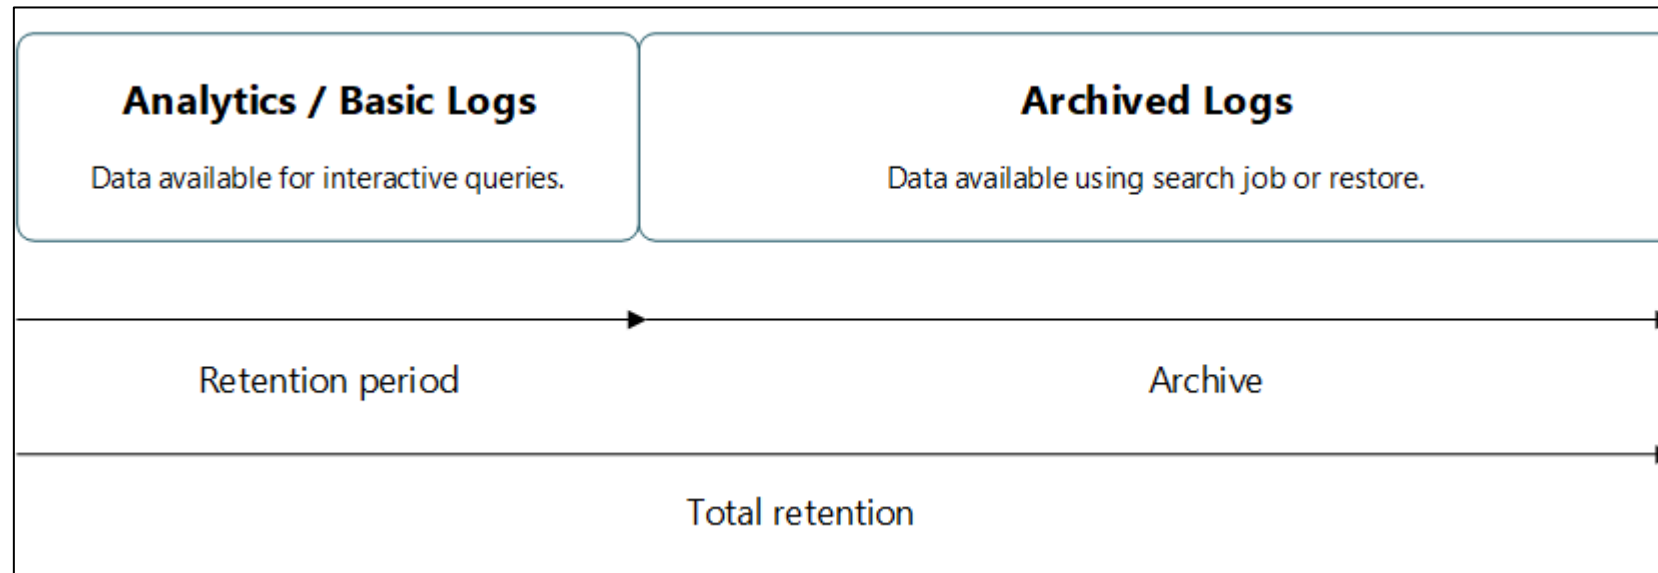 Analytics / Basic Logs
Data available for interactive queries.
Archived Logs
Data available using search job or restore.
Retention period
Archive
Total retention